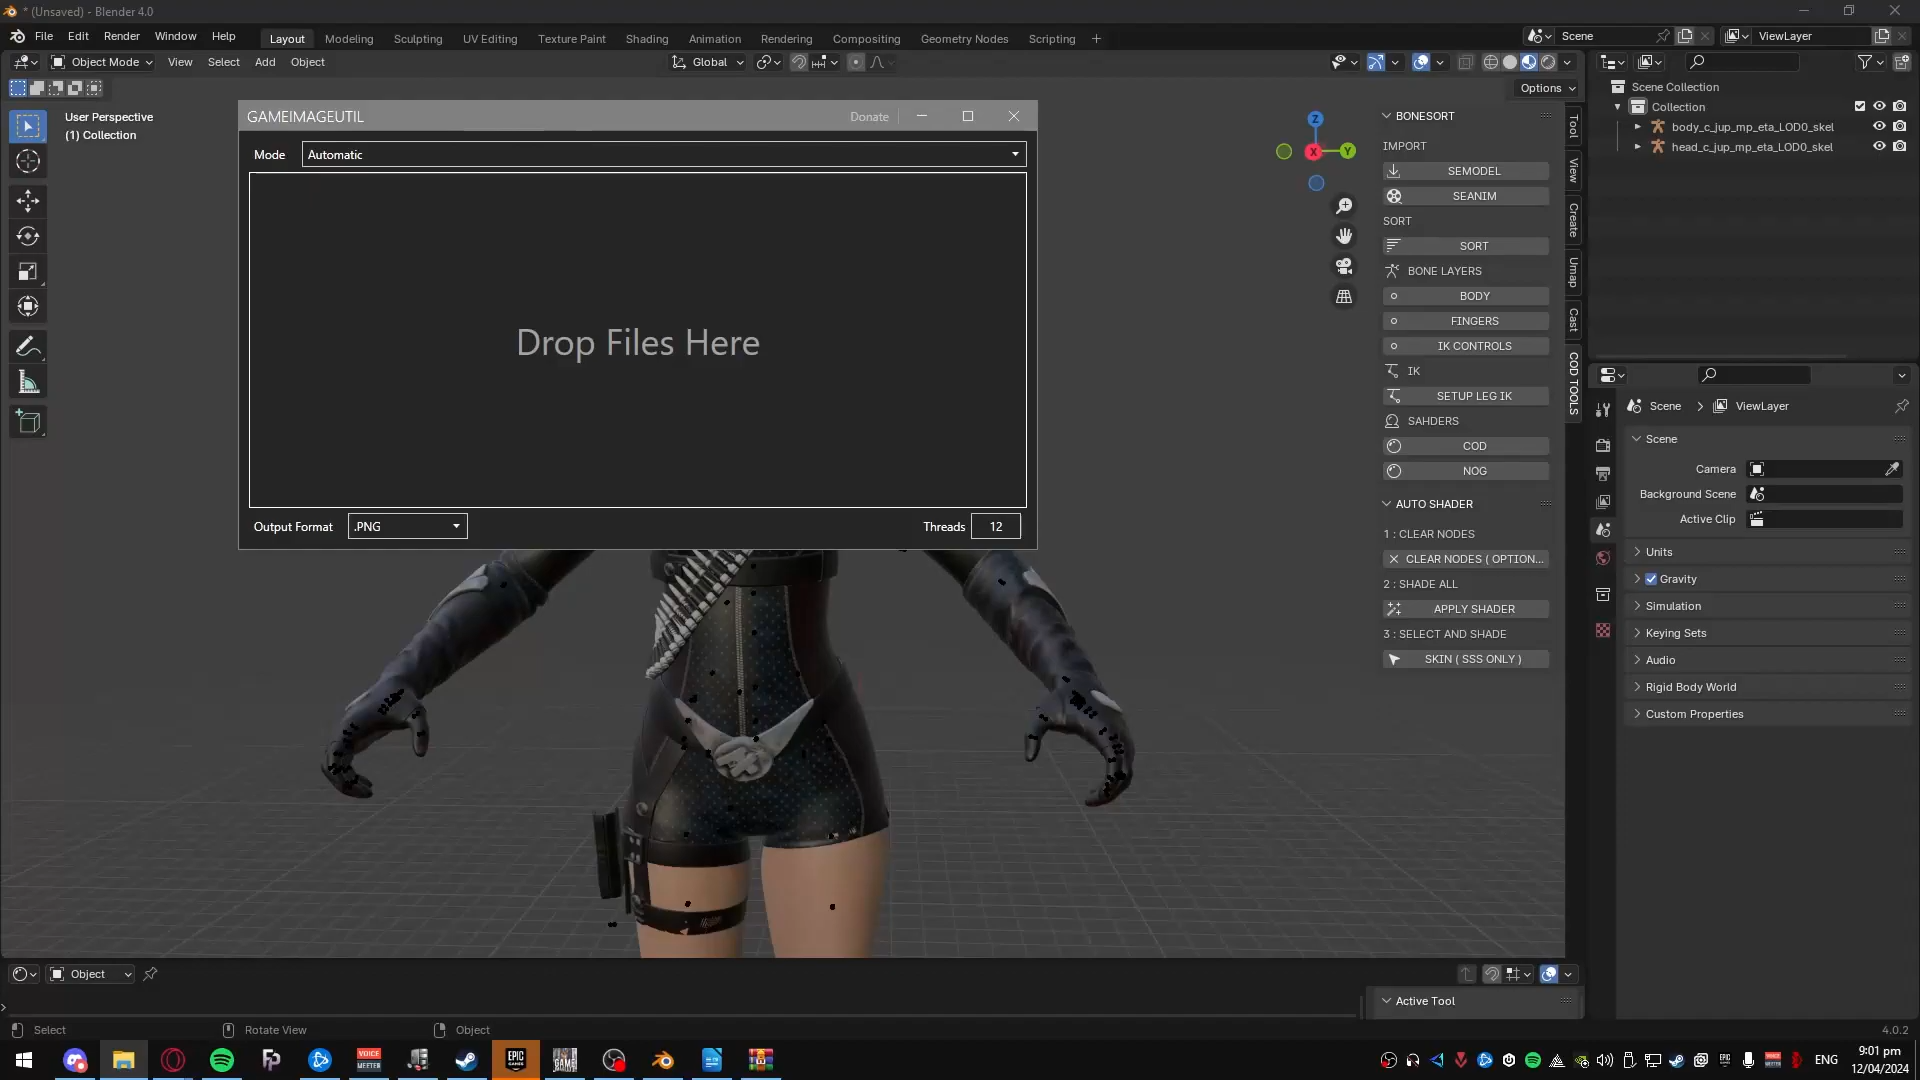 * (Unsaved) - Blender 4.0
File Edit Render Window Help
Layout Modeling Sculpting UV Editing Texture Paint Shading Animation Rendering Compositing Geometry Nodes Scripting +
Scene
ViewLayer
Object Mode View Select Add Object
Global
Options
User Perspective
(1) Collection
GAMEIMAGEUTIL
Donate
Mode Automatic
Drop Files Here
Output Format .PNG
Threads 12
Z
X
Y
BONESORT
IMPORT
SEMODEL
SEANIM
SORT
SORT
BONE LAYERS
BODY
FINGERS
IK CONTROLS
IK
SETUP LEG IK
SAHDERS
COD
NOG
AUTO SHADER
1 : CLEAR NODES
CLEAR NODES ( OPTION...
2 : SHADE ALL
APPLY SHADER
3 : SELECT AND SHADE
SKIN ( SSS ONLY )
Tool
View
Create
Umap
Cast
COD TOOLS
Scene Collection
Collection
body_c_jup_mp_eta_LOD0_skel
head_c_jup_mp_eta_LOD0_skel
Scene > ViewLayer
Scene
Camera
Background Scene
Active Clip
Units
Gravity
Simulation
Keying Sets
Audio
Rigid Body World
Custom Properties
Object
Active Tool
Select Rotate View Object
4.0.2
VOICE MEETER
EPIC GAMES
ENG
9:01 pm
12/04/2024